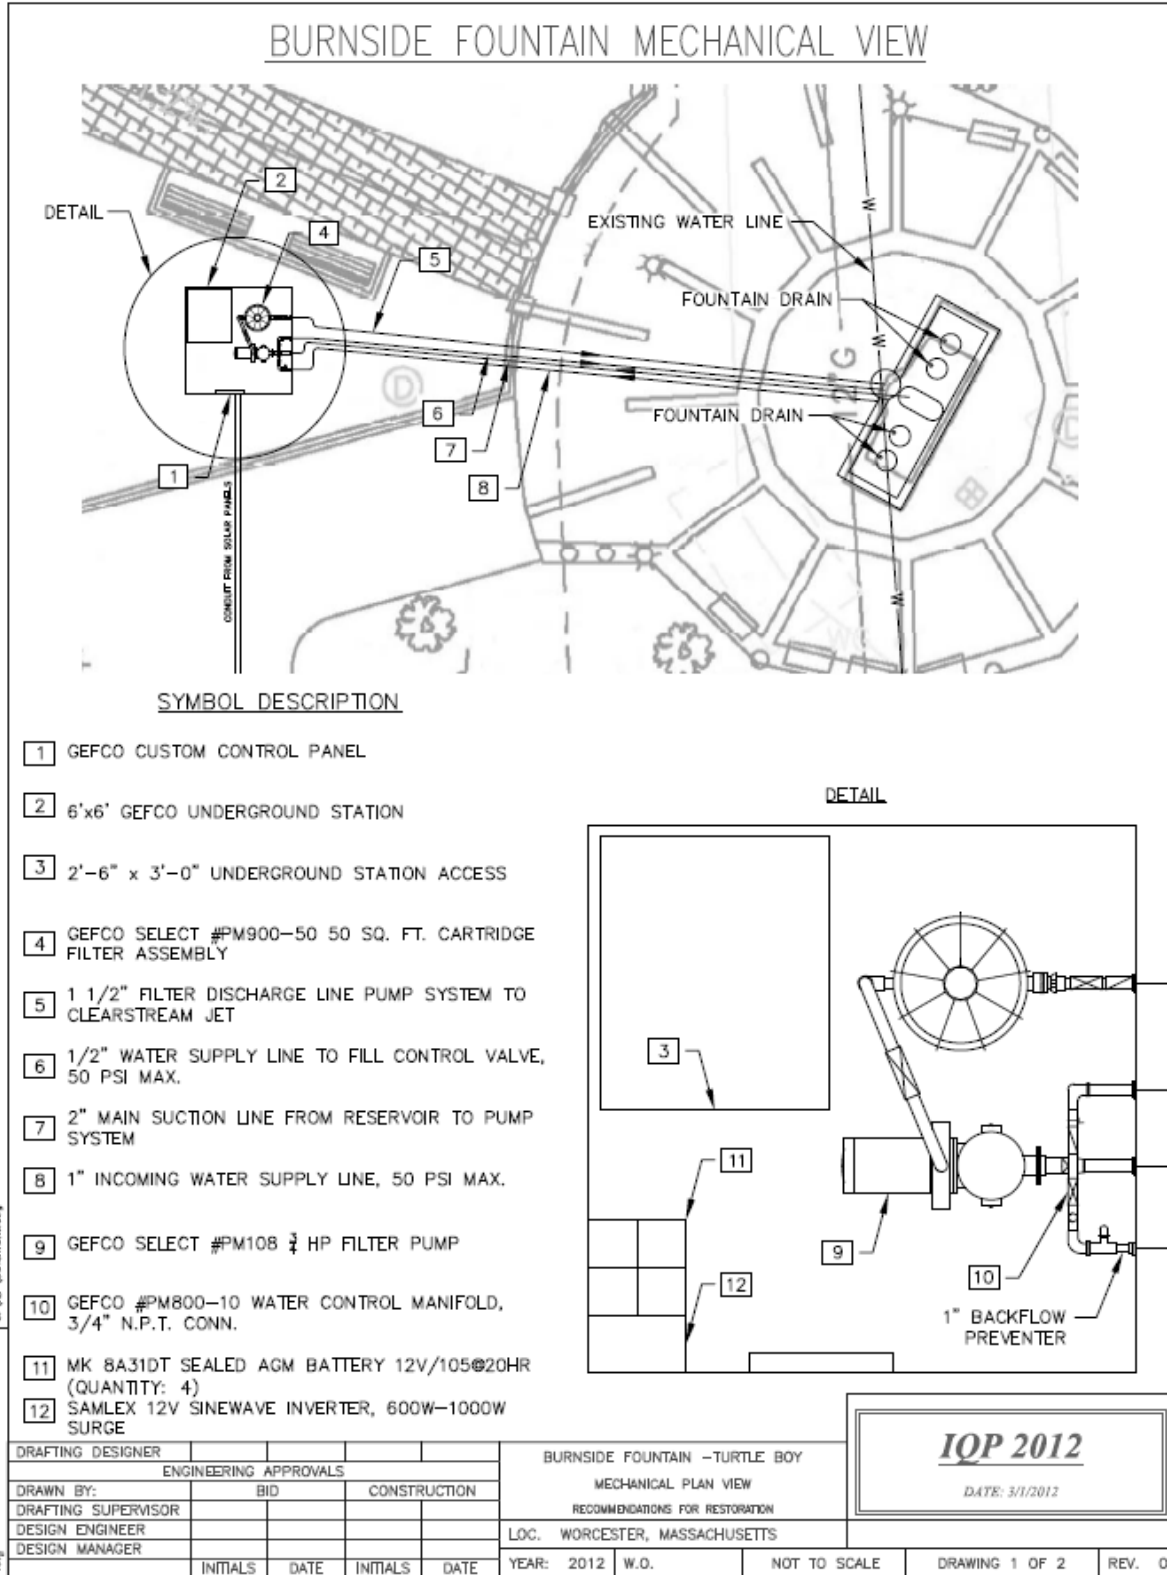 BURNSIDE FOUNTAIN MECHANICAL VIEW
2
DETAIL
4
5
EXISTING WATER LINE
W
FOUNTAIN DRAIN
W
2"G
D
FOUNTAIN DRAIN
6
7
8
1
CONDUIT FROM SOLAR PANELS
W
SYMBOL DESCRIPTION
1 GEFCO CUSTOM CONTROL PANEL
2 6'x6' GEFCO UNDERGROUND STATION
3 2'-6" x 3'-0" UNDERGROUND STATION ACCESS
4 GEFCO SELECT #PM900-50 50 SQ. FT. CARTRIDGE
FILTER ASSEMBLY
5 1 1/2" FILTER DISCHARGE LINE PUMP SYSTEM TO
CLEARSTREAM JET
6 1/2" WATER SUPPLY LINE TO FILL CONTROL VALVE,
50 PSI MAX.
7 2" MAIN SUCTION LINE FROM RESERVOIR TO PUMP
SYSTEM
8 1" INCOMING WATER SUPPLY LINE, 50 PSI MAX.
9 GEFCO SELECT #PM108 ¾ HP FILTER PUMP
10 GEFCO #PM800-10 WATER CONTROL MANIFOLD,
3/4" N.P.T. CONN.
11 MK 8A31DT SEALED AGM BATTERY 12V/105@20HR
(QUANTITY: 4)
12 SAMLEX 12V SINEWAVE INVERTER, 600W-1000W
SURGE
DETAIL
3
11
9
12
10
1" BACKFLOW
PREVENTER
DRAFTING DESIGNER
ENGINEERING APPROVALS
DRAWN BY: BID CONSTRUCTION
DRAFTING SUPERVISOR
DESIGN ENGINEER
DESIGN MANAGER
INITIALS DATE INITIALS DATE
BURNSIDE FOUNTAIN -TURTLE BOY
MECHANICAL PLAN VIEW
RECOMMENDATIONS FOR RESTORATION
LOC. WORCESTER, MASSACHUSETTS
YEAR: 2012 W.O. NOT TO SCALE DRAWING 1 OF 2 REV. 0
IQP 2012
DATE: 3/1/2012